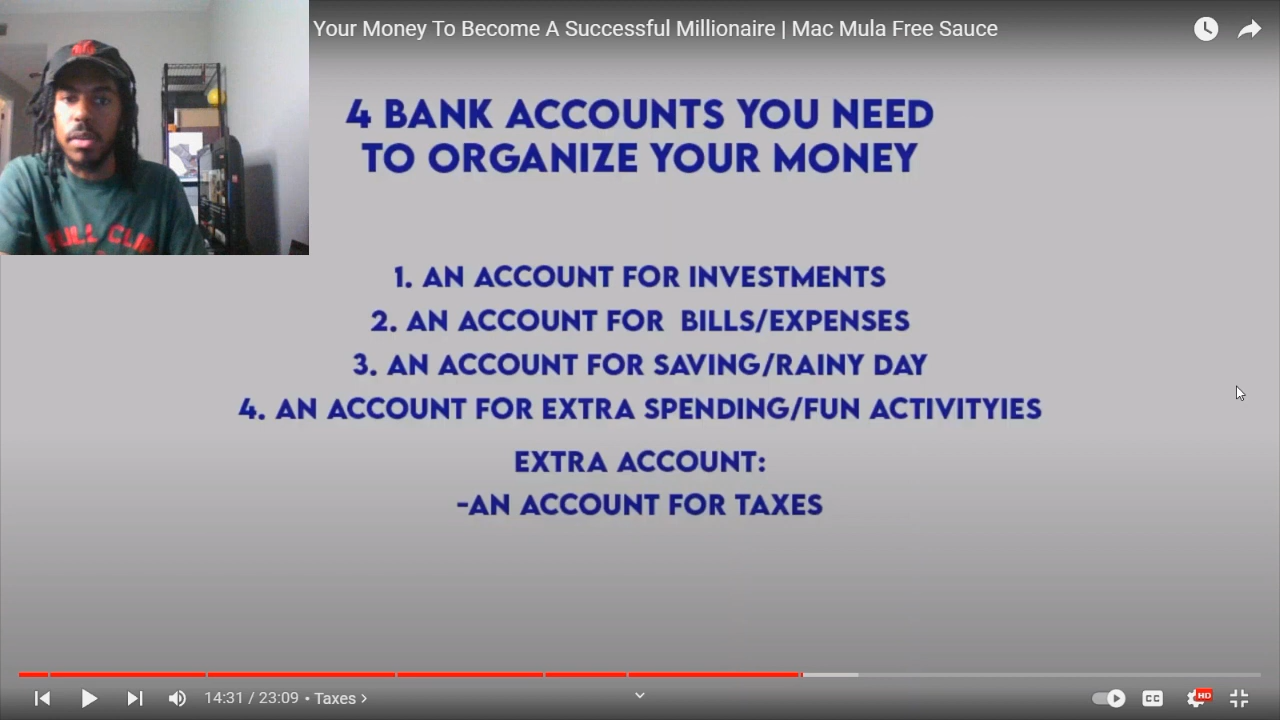 Your Money To Become A Successful Millionaire | Mac Mula Free Sauce
4 BANK ACCOUNTS YOU NEED
TO ORGANIZE YOUR MONEY
1. AN ACCOUNT FOR INVESTMENTS
2. AN ACCOUNT FOR BILLS/EXPENSES
3. AN ACCOUNT FOR SAVING/RAINY DAY
4. AN ACCOUNT FOR EXTRA SPENDING/FUN ACTIVITYIES
EXTRA ACCOUNT:
-AN ACCOUNT FOR TAXES
14:31 / 23:09 • Taxes >
CC
HD